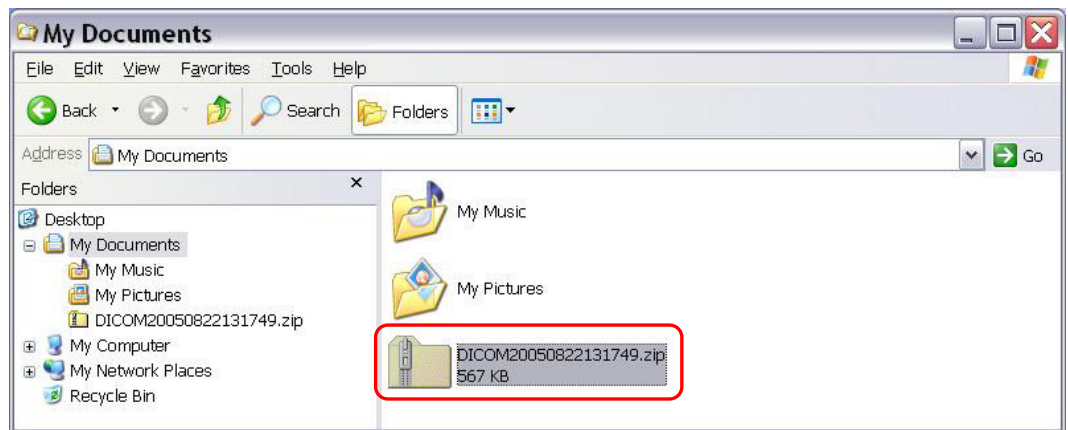 My Documents
File Edit View Favorites Tools Help
Back Search Folders
Address My Documents Go
Folders x
Desktop
My Documents
My Music
My Pictures
DICOM20050822131749.zip
My Computer
My Network Places
Recycle Bin
My Music
My Pictures
DICOM20050822131749.zip
567 KB